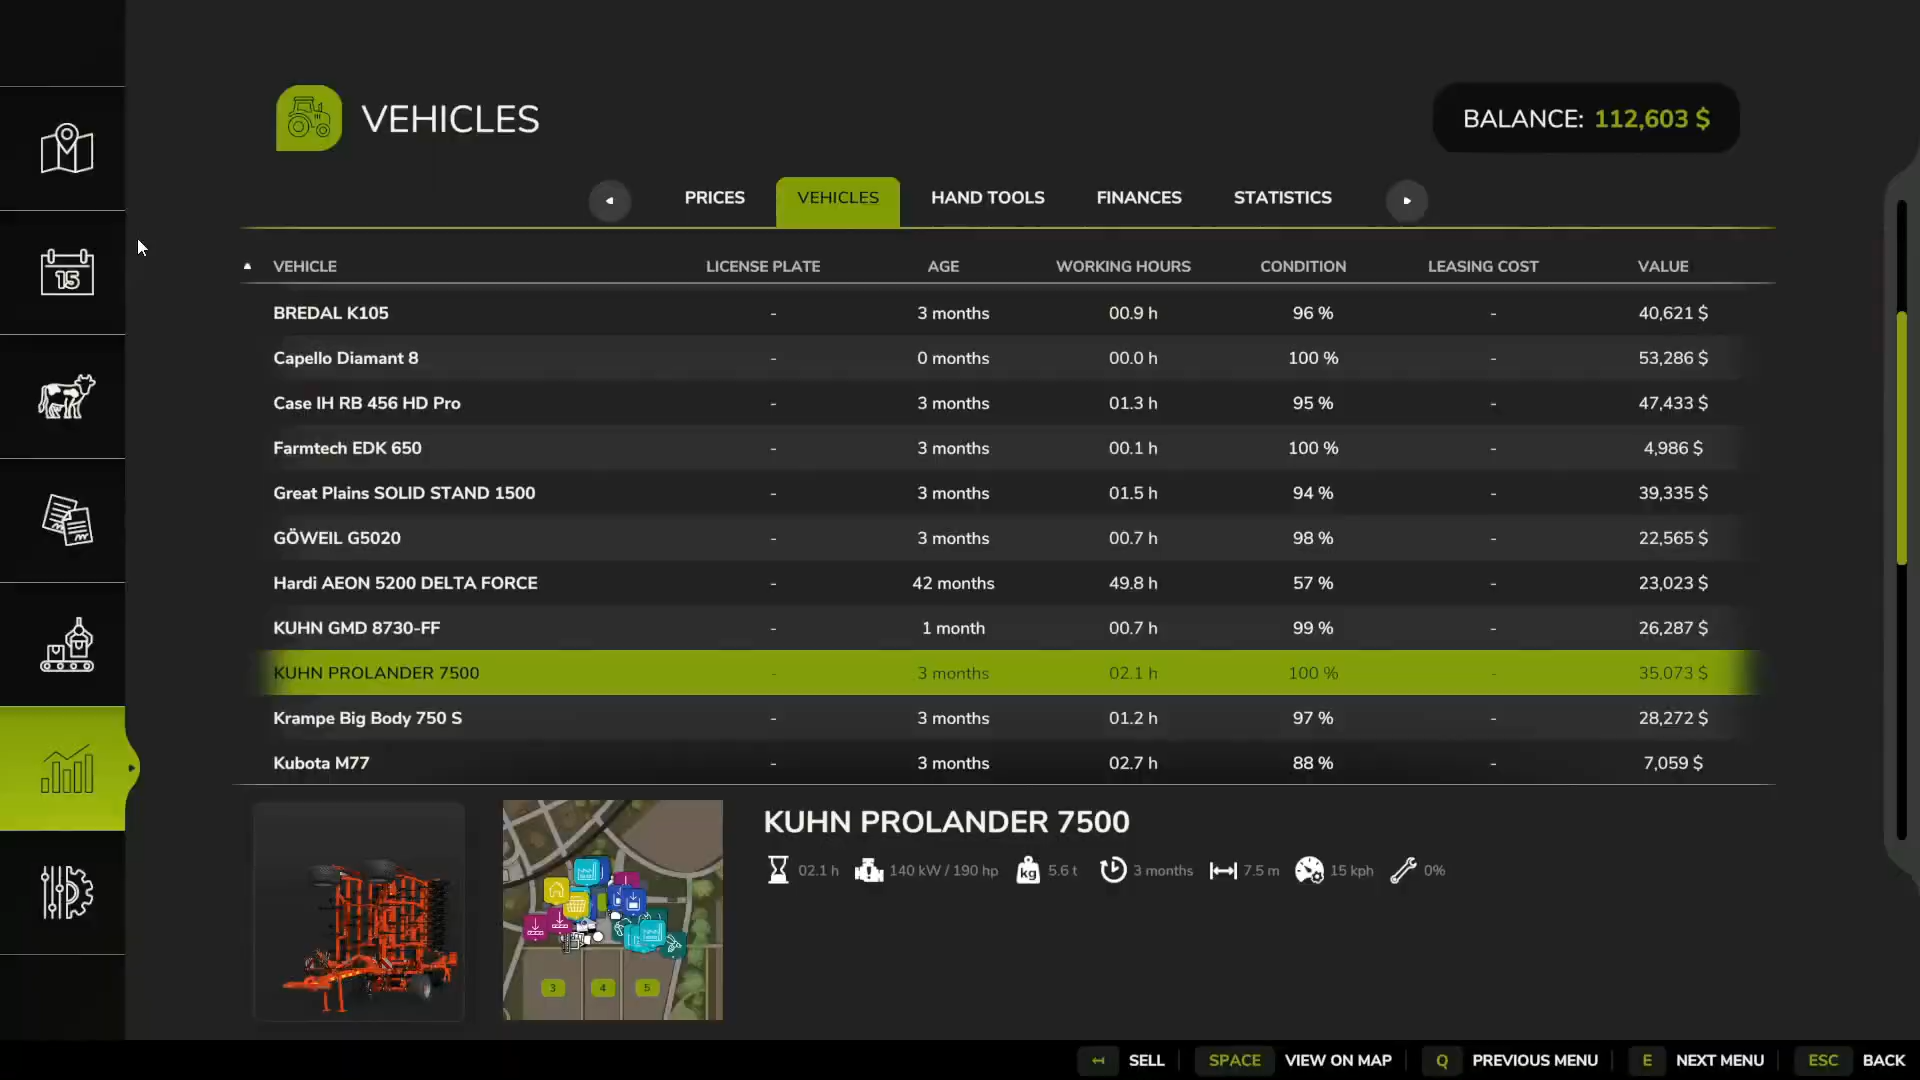 VEHICLES
BALANCE: 112,603 $
PRICES VEHICLES HAND TOOLS FINANCES STATISTICS
VEHICLE LICENSE PLATE AGE WORKING HOURS CONDITION LEASING COST VALUE
BREDAL K105 - 3 months 00.9 h 96 % - 40,621 $
Capello Diamant 8 - 0 months 00.0 h 100 % - 53,286 $
Case IH RB 456 HD Pro - 3 months 01.3 h 95 % - 47,433 $
Farmtech EDK 650 - 3 months 00.1 h 100 % - 4,986 $
Great Plains SOLID STAND 1500 - 3 months 01.5 h 94 % - 39,335 $
GÖWEIL G5020 - 3 months 00.7 h 98 % - 22,565 $
Hardi AEON 5200 DELTA FORCE - 42 months 49.8 h 57 % - 23,023 $
KUHN GMD 8730-FF - 1 month 00.7 h 99 % - 26,287 $
KUHN PROLANDER 7500 - 3 months 02.1 h 100 % - 35,073 $
Krampe Big Body 750 S - 3 months 01.2 h 97 % - 28,272 $
Kubota M77 - 3 months 02.7 h 88 % - 7,059 $
15
KUHN PROLANDER 7500
02.1 h 140 kW / 190 hp kg 5.6 t 3 months 7.5 m 15 kph 0%
3 4 5
SELL SPACE VIEW ON MAP Q PREVIOUS MENU E NEXT MENU ESC BACK